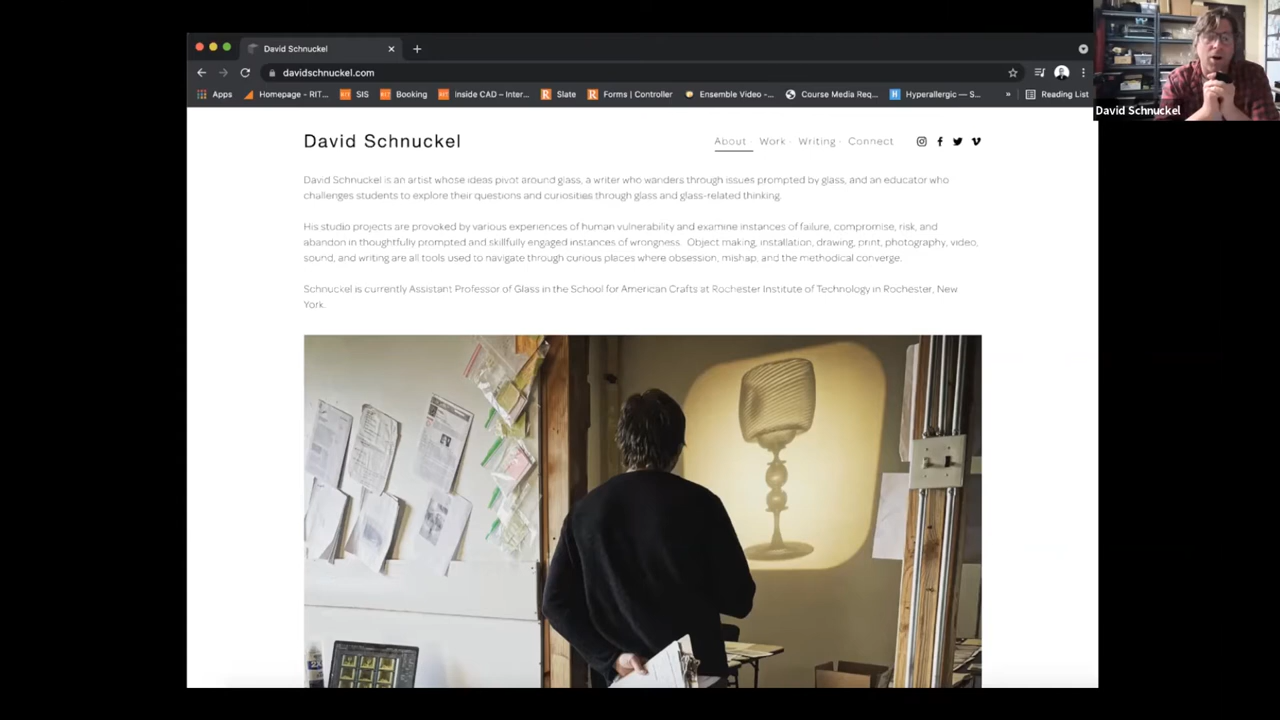 David Schnuckel
davidschnuckel.com
Apps Homepage - RIT... SIS Booking Inside CAD – Inter... Slate Forms | Controller Ensemble Video –... Course Media Req... Hyperallergic — S... » Reading List
David Schnuckel
David Schnuckel
About · Work · Writing · Connect
David Schnuckel is an artist whose ideas pivot around glass, a writer who wanders through issues prompted by glass, and an educator who
challenges students to explore their questions and curiosities through glass and glass-related thinking.
His studio projects are provoked by various experiences of human vulnerability and examine instances of failure, compromise, risk, and
abandon in thoughtfully prompted and skillfully engaged instances of wrongness. Object making, installation, drawing, print, photography, video,
sound, and writing are all tools used to navigate through curious places where obsession, mishap, and the methodical converge.
Schnuckel is currently Assistant Professor of Glass in the School for American Crafts at Rochester Institute of Technology in Rochester, New
York.